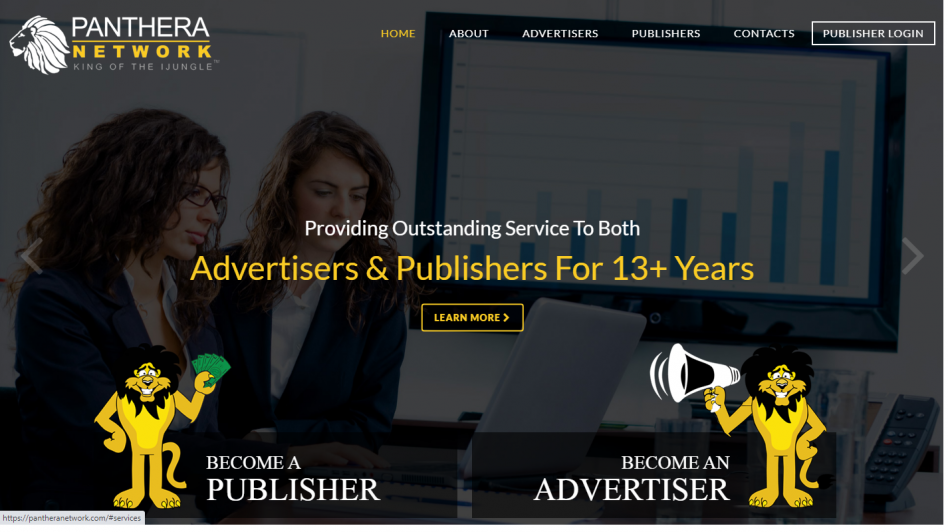 PANTHERA
NETWORK
KING OF THE IJUNGLE™
HOME
ABOUT
ADVERTISERS
PUBLISHERS
CONTACTS
PUBLISHER LOGIN
Providing Outstanding Service To Both
Advertisers & Publishers For 13+ Years
LEARN MORE
BECOME A
PUBLISHER
BECOME AN
ADVERTISER
https://pantheranetwork.com/#services